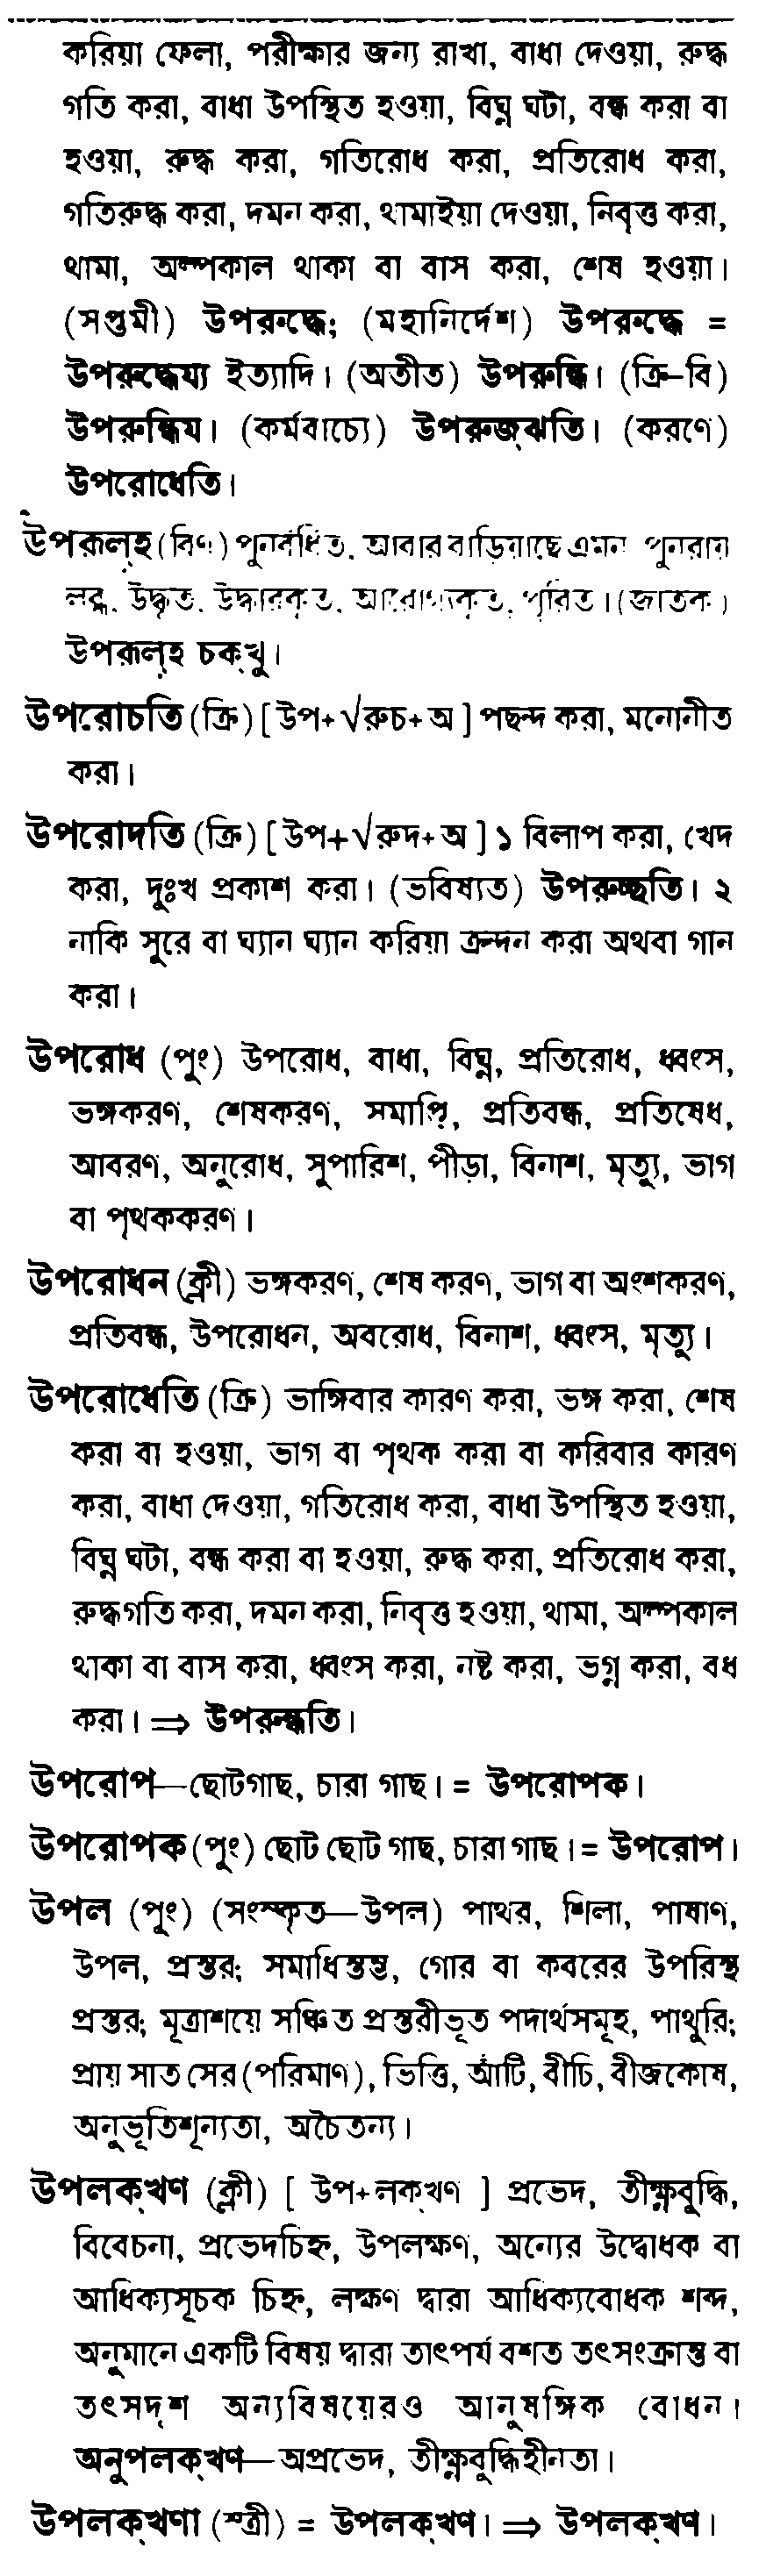 করিয়া ফেলা, পরীক্ষার জন্য রাখা, বাধা দেওয়া, রুদ্ধ
গতি করা, বাধা উপস্থিত হওয়া, বিঘ্ন ঘটা, বন্ধ করা বা
হওয়া, রুদ্ধ করা, গতিরোধ করা, প্রতিরোধ করা,
গতিরুদ্ধ করা, দমন করা, থামাইয়া দেওয়া, নিবৃত্ত করা,
থামা, অল্পকাল থাকা বা বাস করা, শেষ হওয়া।
(সপ্তমী) উপরুদ্ধে; (মহানির্দেশ) উপরুদ্ধে =
উপরুদ্ধেয্য ইত্যাদি। (অতীত) উপরুন্ধি। (ক্রি-বি)
উপরুন্ধিয। (কর্মবাচ্যে) উপরুজ্ঝতি। (করণে)
উপরোধেতি।
উপরূল্হ (বিণ) পুনর্বর্ধিত, আবার বাড়িয়াছে এমন পুনরায়
লব্ধ, উদ্ধৃত, উদ্ধারকৃত, আরোগ্যকৃত, পূরিত। (জাতক)
উপরূল্হ চক্খু।
উপরোচতি (ক্রি) [ উপ+√রুচ+অ ] পছন্দ করা, মনোনীত
করা।
উপরোদতি (ক্রি) [ উপ+√রুদ+অ ] ১ বিলাপ করা, খেদ
করা, দুঃখ প্রকাশ করা। (ভবিষ্যত) উপরুচ্ছতি। ২
নাকি সুরে বা ঘ্যান ঘ্যান করিয়া ক্রন্দন করা অথবা গান
করা।
উপরোধ (পুং) উপরোধ, বাধা, বিঘ্ন, প্রতিরোধ, ধ্বংস,
ভঙ্গকরণ, শেষকরণ, সমাপ্তি, প্রতিবন্ধ, প্রতিষেধ,
আবরণ, অনুরোধ, সুপারিশ, পীড়া, বিনাশ, মৃত্যু, ভাগ
বা পৃথককরণ।
উপরোধন (ক্লী) ভঙ্গকরণ, শেষ করণ, ভাগ বা অংশকরণ,
প্রতিবন্ধ, উপরোধন, অবরোধ, বিনাশ, ধ্বংস, মৃত্যু।
উপরোধেতি (ক্রি) ভাঙ্গিবার কারণ করা, ভঙ্গ করা, শেষ
করা বা হওয়া, ভাগ বা পৃথক করা বা করিবার কারণ
করা, বাধা দেওয়া, গতিরোধ করা, বাধা উপস্থিত হওয়া,
বিঘ্ন ঘটা, বন্ধ করা বা হওয়া, রুদ্ধ করা, প্রতিরোধ করা,
রুদ্ধগতি করা, দমন করা, নিবৃত্ত হওয়া, থামা, অল্পকাল
থাকা বা বাস করা, ধ্বংস করা, নষ্ট করা, ভগ্ন করা, বধ
করা। ⇒ উপরুন্ধতি।
উপরোপ—ছোটগাছ, চারা গাছ। = উপরোপক।
উপরোপক (পুং) ছোট ছোট গাছ, চারা গাছ। = উপরোপ।
উপল (পুং) (সংস্কৃত—উপল) পাথর, শিলা, পাষাণ,
উপল, প্রস্তর; সমাধিস্তম্ভ, গোর বা কবরের উপরিস্থ
প্রস্তর; মূত্রাশয়ে সঞ্চিত প্রস্তরীভূত পদার্থসমূহ, পাথুরি;
প্রায় সাত সের (পরিমাণ), ভিত্তি, আঁটি, বীচি, বীজকোষ,
অনুভূতিশূন্যতা, অচৈতন্য।
উপলক্খণ (ক্লী) [ উপ+লক্খণ ] প্রভেদ, তীক্ষ্ণবুদ্ধি,
বিবেচনা, প্রভেদচিহ্ন, উপলক্ষণ, অন্যের উদ্বোধক বা
আধিক্যসূচক চিহ্ন, লক্ষণ দ্বারা আধিক্যবোধক শব্দ,
অনুমানে একটি বিষয় দ্বারা তাৎপর্য বশত তৎসংক্রান্ত বা
তৎসদৃশ অন্যবিষয়েরও আনুষঙ্গিক বোধন।
অনুপলক্খণ—অপ্রভেদ, তীক্ষ্ণবুদ্ধিহীনতা।
উপলক্খণা (স্ত্রী) = উপলক্খণ। ⇒ উপলক্খণ।